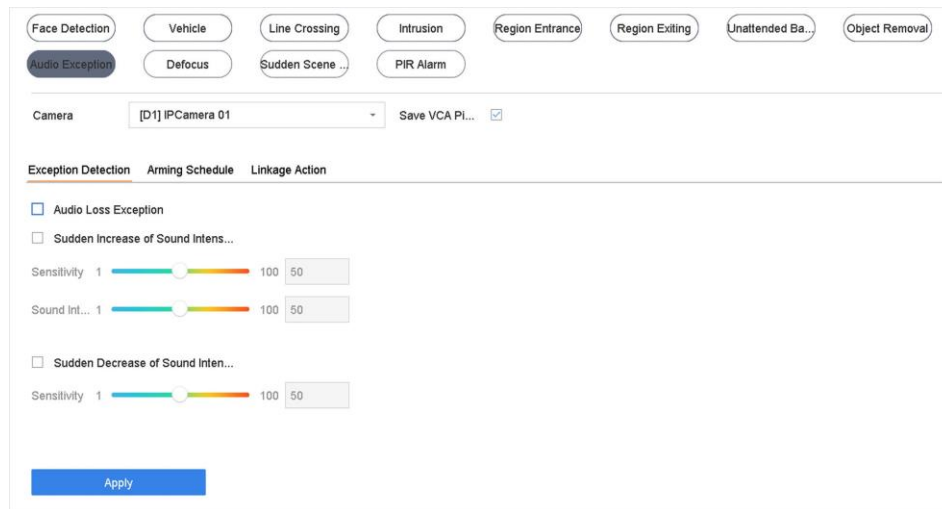 Face Detection Vehicle Line Crossing Intrusion Region Entrance Region Exiting Unattended Ba... Object Removal
Audio Exception Defocus Sudden Scene ... PIR Alarm
Camera [D1] IPCamera 01 Save VCA Pi...
Exception Detection Arming Schedule Linkage Action
Audio Loss Exception
Sudden Increase of Sound Intens...
Sensitivity 1 100 50
Sound Int... 1 100 50
Sudden Decrease of Sound Inten...
Sensitivity 1 100 50
Apply